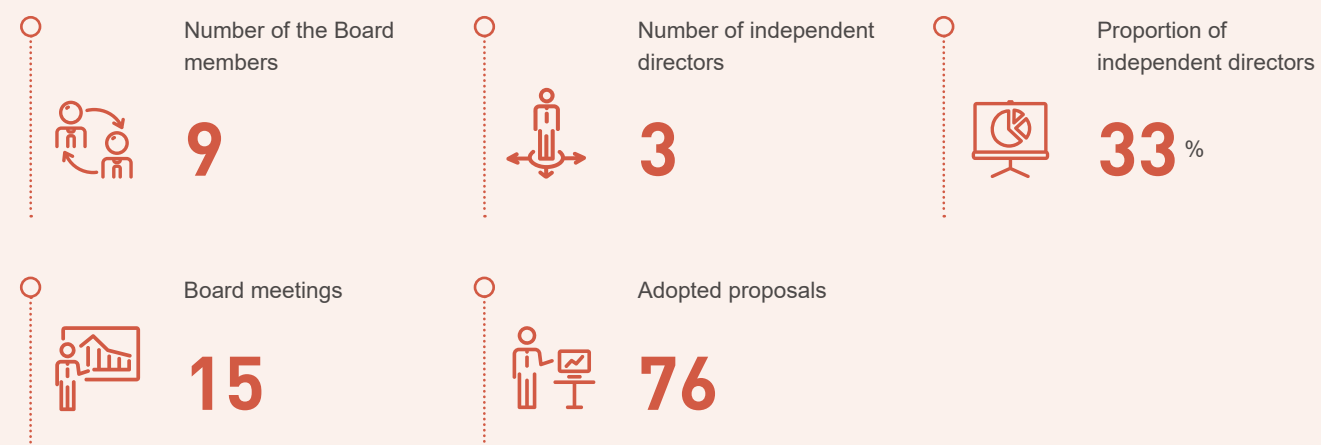 Number of the Board
members
9
Number of independent
directors
3
Proportion of
independent directors
33 %
Board meetings
15
Adopted proposals
76